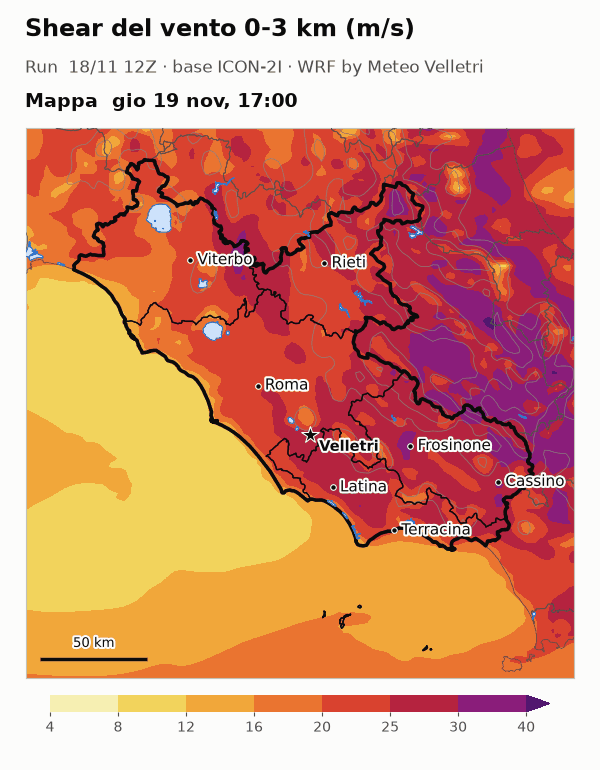 Shear del vento 0-3 km (m/s)
Run  18/11 12Z · base ICON-2I · WRF by Meteo Velletri
Mappa  gio 19 nov, 17:00
Viterbo
Rieti
Roma
Velletri
Frosinone
Latina
Cassino
Terracina
50 km
4 8 12 16 20 25 30 40